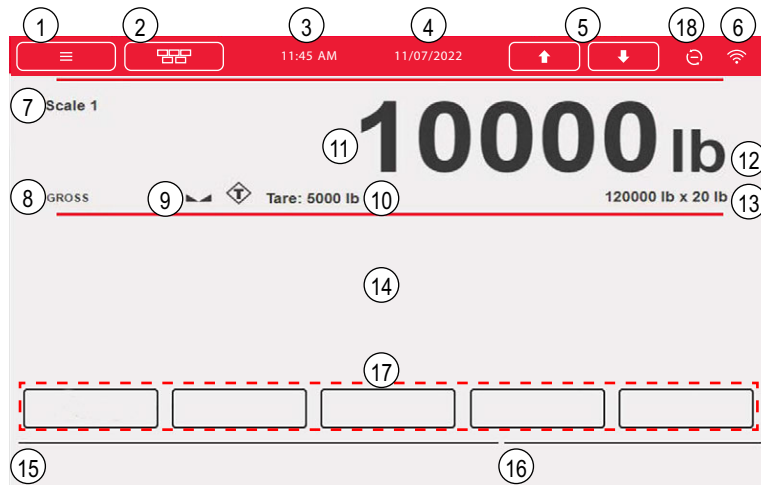 1 2 3 4 5 18 6
11:45 AM 11/07/2022
7 Scale 1
11 10000 lb 12
8 GROSS 9 T Tare: 5000 lb 10 120000 lb x 20 lb 13
14
17
15 16